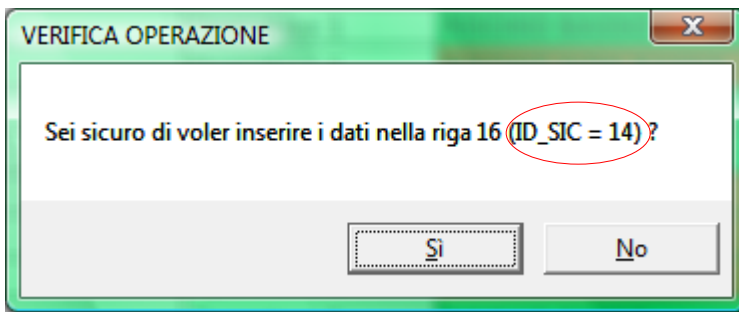 VERIFICA OPERAZIONE
Sei sicuro di voler inserire i dati nella riga 16 (ID_SIC = 14) ?
Sì No